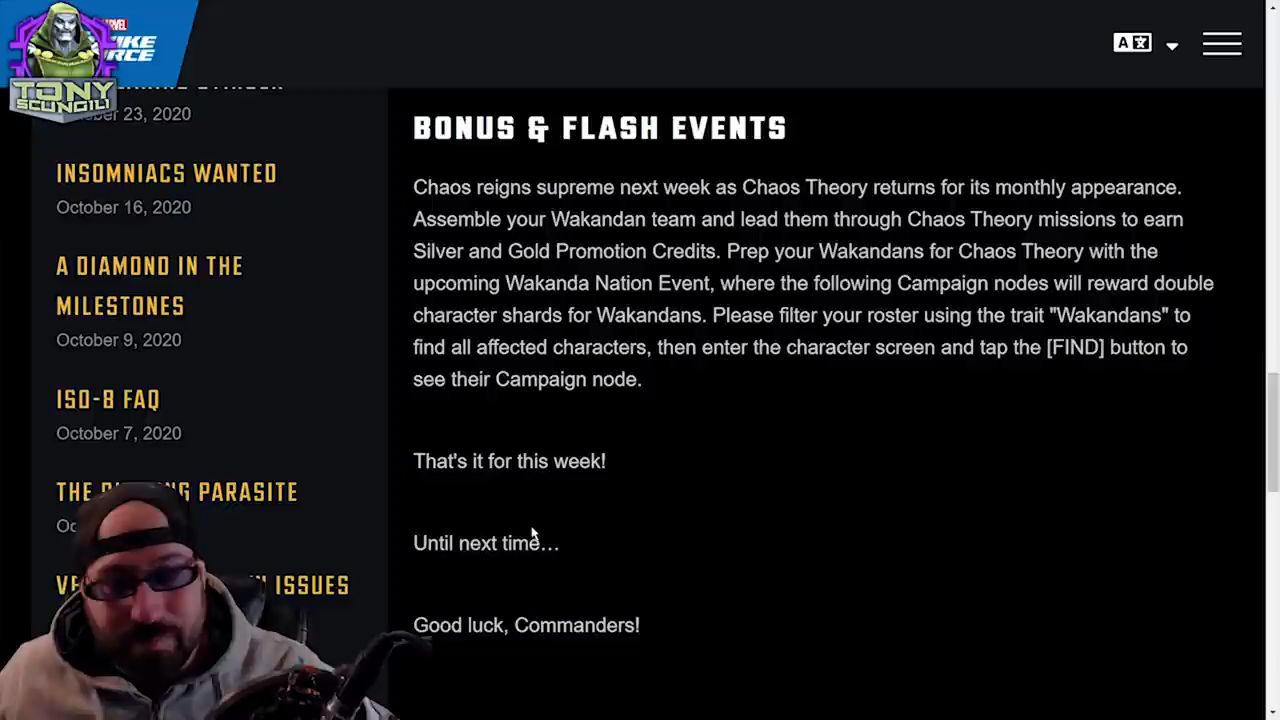 MARVEL
TONY
SCUNGILI
23, 2020
INSOMNIACS WANTED
October 16, 2020
A DIAMOND IN THE
MILESTONES
October 9, 2020
ISO-8 FAQ
October 7, 2020
THE PARASITE
ISSUES
A
BONUS & FLASH EVENTS
Chaos reigns supreme next week as Chaos Theory returns for its monthly appearance.
Assemble your Wakandan team and lead them through Chaos Theory missions to earn
Silver and Gold Promotion Credits. Prep your Wakandans for Chaos Theory with the
upcoming Wakanda Nation Event, where the following Campaign nodes will reward double
character shards for Wakandans. Please filter your roster using the trait "Wakandans" to
find all affected characters, then enter the character screen and tap the [FIND] button to
see their Campaign node.
That's it for this week!
Until next time…
Good luck, Commanders!